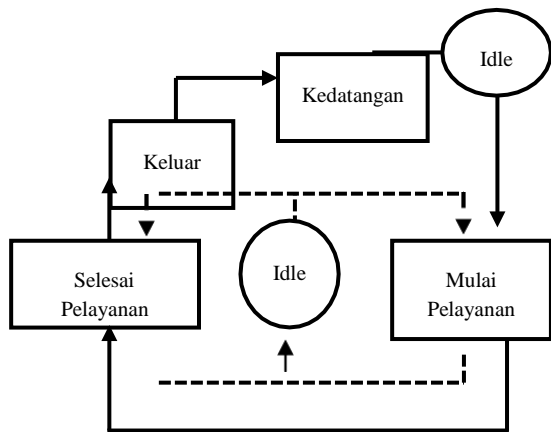 Idle
Kedatangan
Keluar
Selesai
Pelayanan
Idle
Mulai
Pelayanan